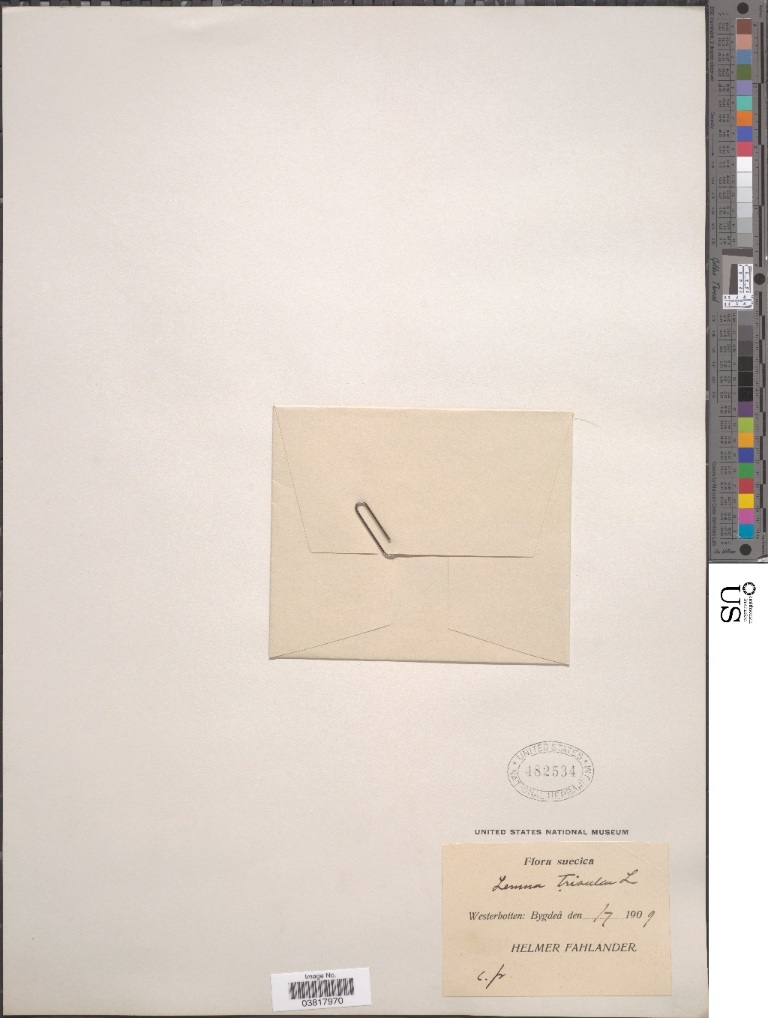 UNITED STATES
482534
NATIONAL HERBARIUM
UNITED STATES NATIONAL MUSEUM
Flora suecica
Lemna trisulca L
Westerbotten: Bygdeå den 1/7 1909
HELMER FAHLANDER
c. fr.
Image No.
03817970
US